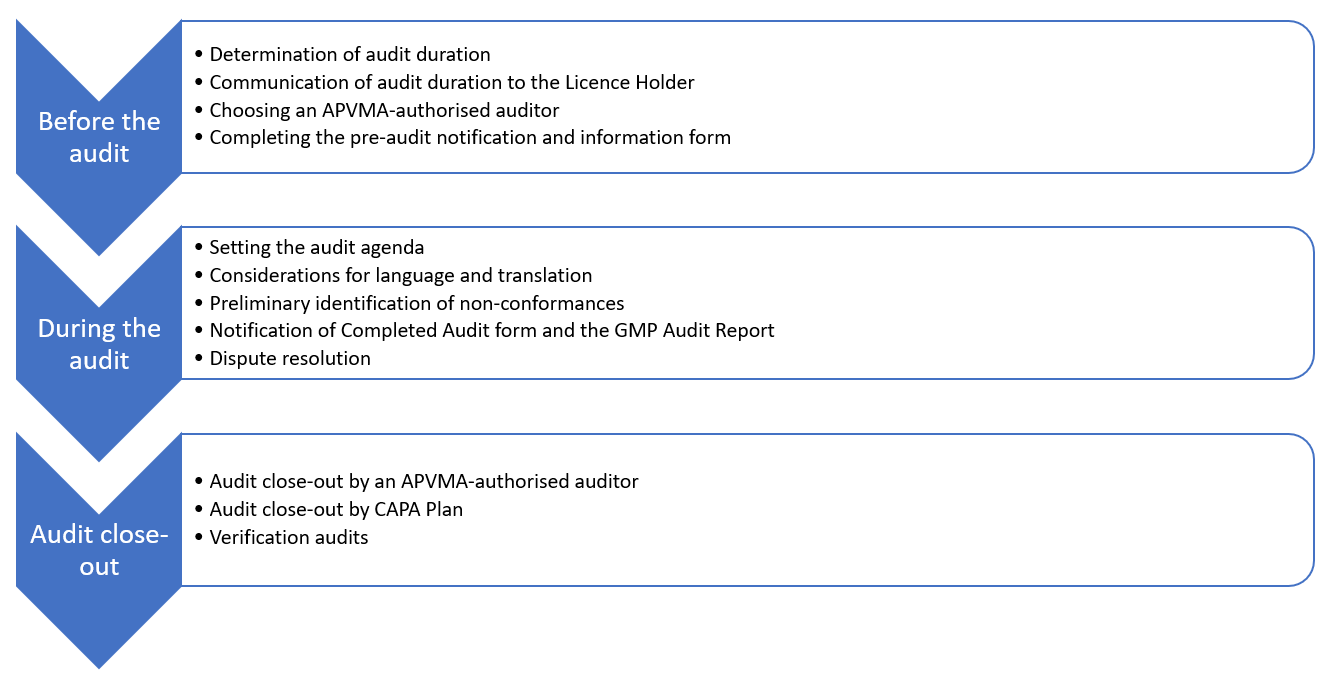 Before the
audit
• Determination of audit duration
• Communication of audit duration to the Licence Holder
• Choosing an APVMA-authorised auditor
• Completing the pre-audit notification and information form
During the
audit
• Setting the audit agenda
• Considerations for language and translation
• Preliminary identification of non-conformances
• Notification of Completed Audit form and the GMP Audit Report
• Dispute resolution
Audit close-
out
• Audit close-out by an APVMA-authorised auditor
• Audit close-out by CAPA Plan
• Verification audits